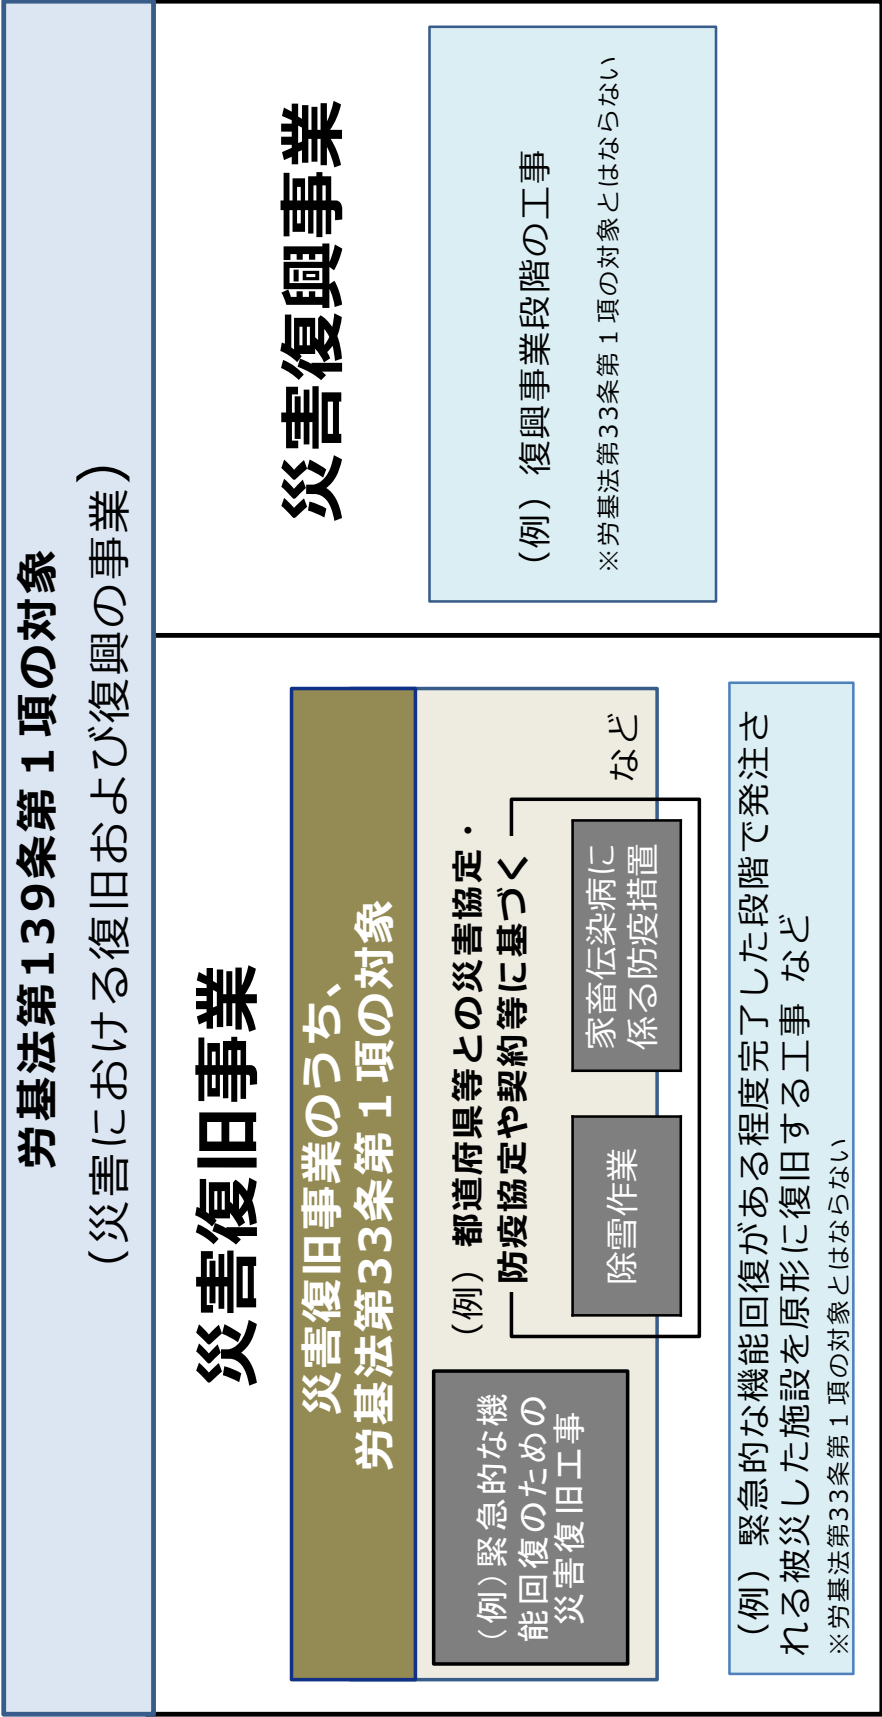 労基法第139条第１項の対象
（災害における復旧および復興の事業）
災害復旧事業
災害復旧事業のうち、
労基法第33条第１項の対象
（例）緊急的な機
能回復のための
災害復旧工事
（例）都道府県等との災害協定・
防疫協定や契約等に基づく
除雪作業
家畜伝染病に
係る防疫措置
など
（例）緊急的な機能回復がある程度完了した段階で発注さ
れる被災した施設を原形に復旧する工事 など
※労基法第33条第１項の対象とはならない
災害復興事業
（例）復興事業段階の工事
※労基法第33条第１項の対象とはならない